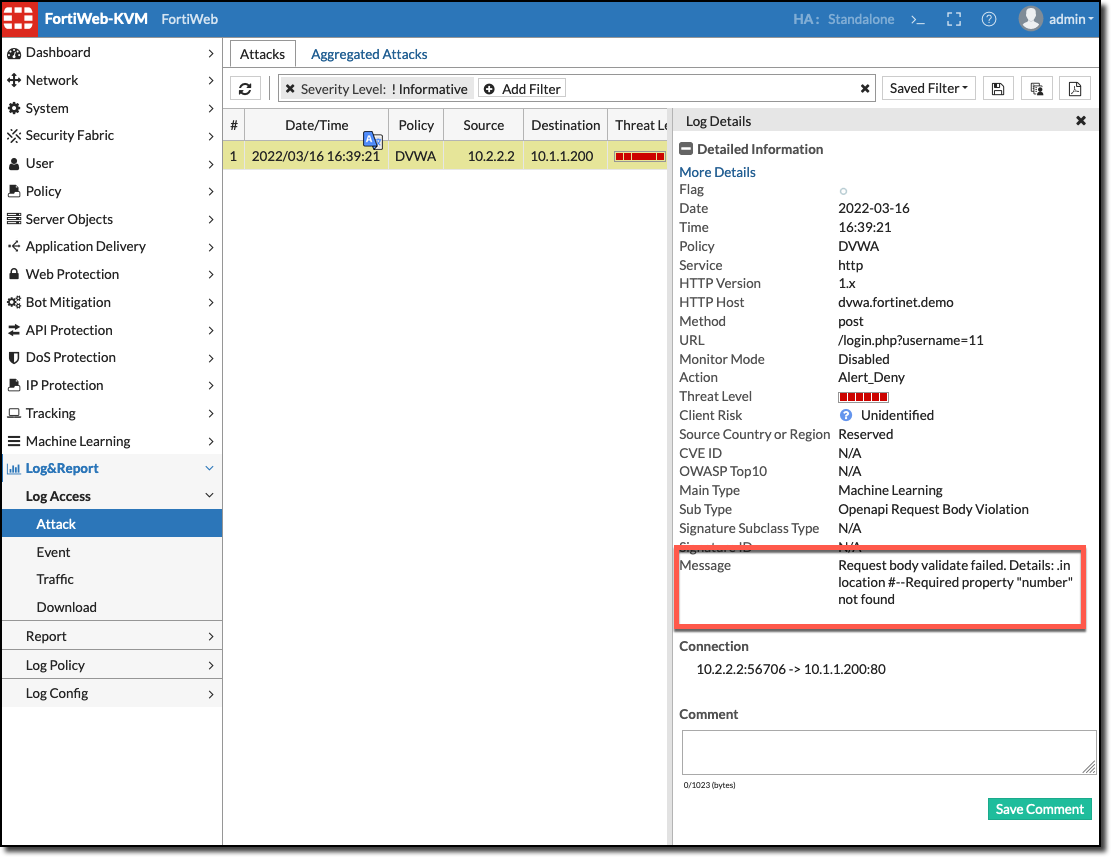 FortiWeb-KVM FortiWeb HA: Standalone >_ admin
Dashboard
Network
System
Security Fabric
User
Policy
Server Objects
Application Delivery
Web Protection
Bot Mitigation
API Protection
DoS Protection
IP Protection
Tracking
Machine Learning
Log&Report
Log Access
Attack
Event
Traffic
Download
Report
Log Policy
Log Config
Attacks Aggregated Attacks
Severity Level: ! Informative Add Filter Saved Filter
# Date/Time Policy Source Destination Threat Le
1 2022/03/16 16:39:21 DVWA 10.2.2.2 10.1.1.200
Log Details
Detailed Information
More Details
Flag
Date 2022-03-16
Time 16:39:21
Policy DVWA
Service http
HTTP Version 1.x
HTTP Host dvwa.fortinet.demo
Method post
URL /login.php?username=11
Monitor Mode Disabled
Action Alert_Deny
Threat Level
Client Risk Unidentified
Source Country or Region Reserved
CVE ID N/A
OWASP Top10 N/A
Main Type Machine Learning
Sub Type Openapi Request Body Violation
Signature Subclass Type N/A
Signature ID N/A
Message Request body validate failed. Details: .in
location #--Required property "number"
not found
Connection
10.2.2.2:56706 -> 10.1.1.200:80
Comment
0/1023 (bytes)
Save Comment